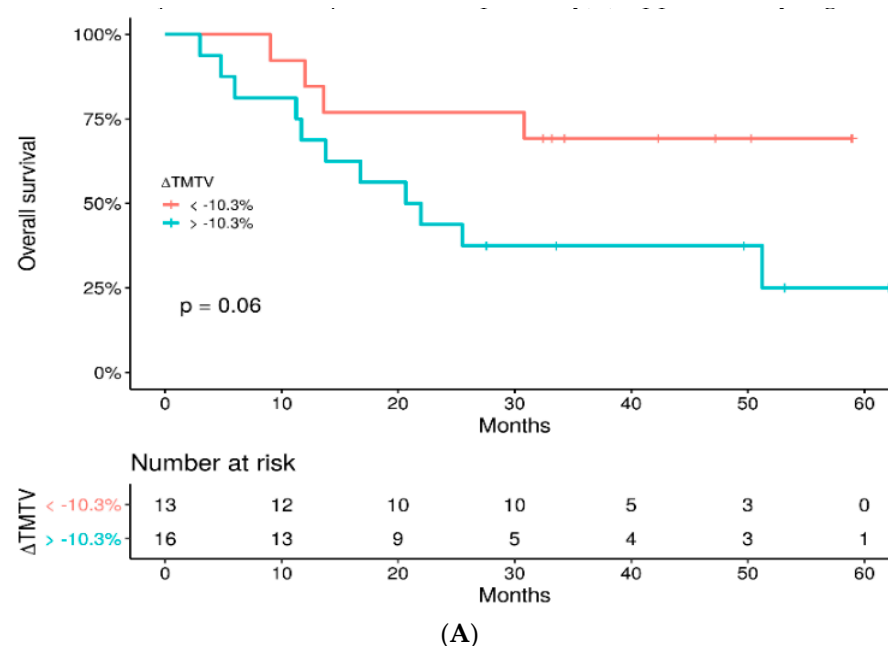 100%
75%
50%
25%
0%
Overall survival
ΔTMTV
< -10.3%
> -10.3%
p = 0.06
0 10 20 30 40 50 60
Months
Number at risk
ΔTMTV
< -10.3% 13 12 10 10 5 3 0
> -10.3% 16 13 9 5 4 3 1
0 10 20 30 40 50 60
Months
(A)